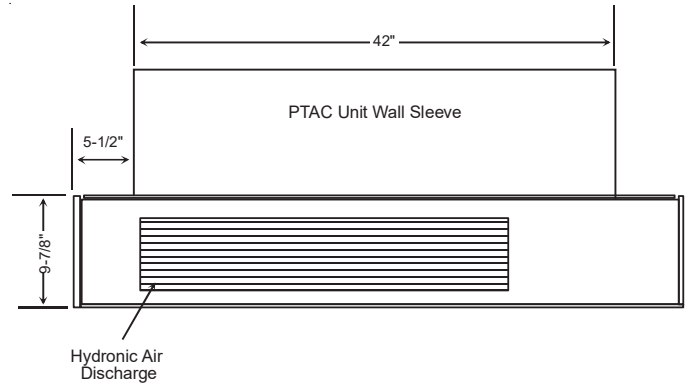 42"
PTAC Unit Wall Sleeve
5-1/2"
9-7/8"
Hydronic Air
Discharge